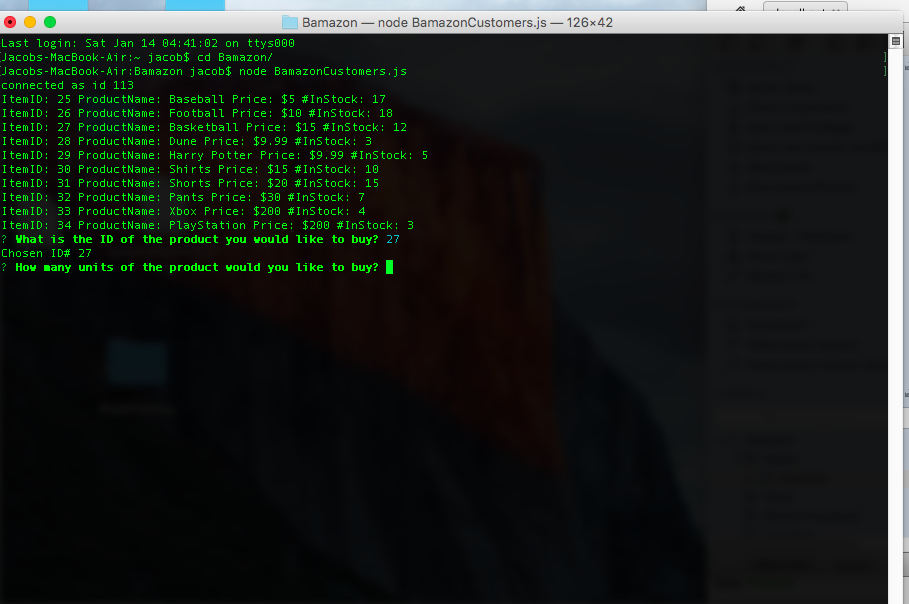 Bamazon — node BamazonCustomers.js — 126×42
Last login: Sat Jan 14 04:41:02 on ttys000
[Jacobs-MacBook-Air:~ jacob$ cd Bamazon/ ]
[Jacobs-MacBook-Air:Bamazon jacob$ node BamazonCustomers.js ]
connected as id 113
ItemID: 25 ProductName: Baseball Price: $5 #InStock: 17
ItemID: 26 ProductName: Football Price: $10 #InStock: 18
ItemID: 27 ProductName: Basketball Price: $15 #InStock: 12
ItemID: 28 ProductName: Dune Price: $9.99 #InStock: 3
ItemID: 29 ProductName: Harry Potter Price: $9.99 #InStock: 5
ItemID: 30 ProductName: Shirts Price: $15 #InStock: 10
ItemID: 31 ProductName: Shorts Price: $20 #InStock: 15
ItemID: 32 ProductName: Pants Price: $30 #InStock: 7
ItemID: 33 ProductName: Xbox Price: $200 #InStock: 4
ItemID: 34 ProductName: PlayStation Price: $200 #InStock: 3
? What is the ID of the product you would like to buy? 27
Chosen ID# 27
? How many units of the product would you like to buy?